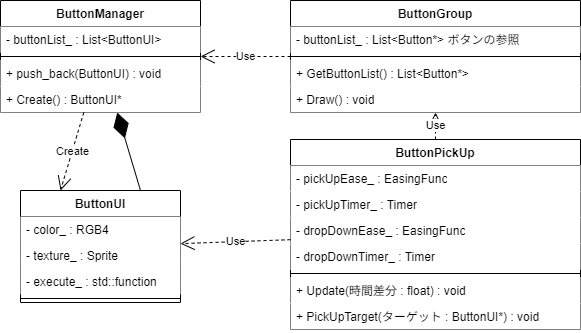 ButtonManager
- buttonList_ : List<ButtonUI>
+ push_back(ButtonUI) : void
+ Create() : ButtonUI*
Use
ButtonGroup
- buttonList_ : List<Button*> ボタンの参照
+ GetButtonList() : List<Button*>
+ Draw() : void
Create
Use
ButtonUI
- color_ : RGB4
- texture_ : Sprite
- execute_ : std::function
Use
ButtonPickUp
- pickUpEase_ : EasingFunc
- pickUpTimer_ : Timer
- dropDownEase_ : EasingFunc
- dropDownTimer_ : Timer
+ Update(時間差分 : float) : void
+ PickUpTarget(ターゲット : ButtonUI*) : void